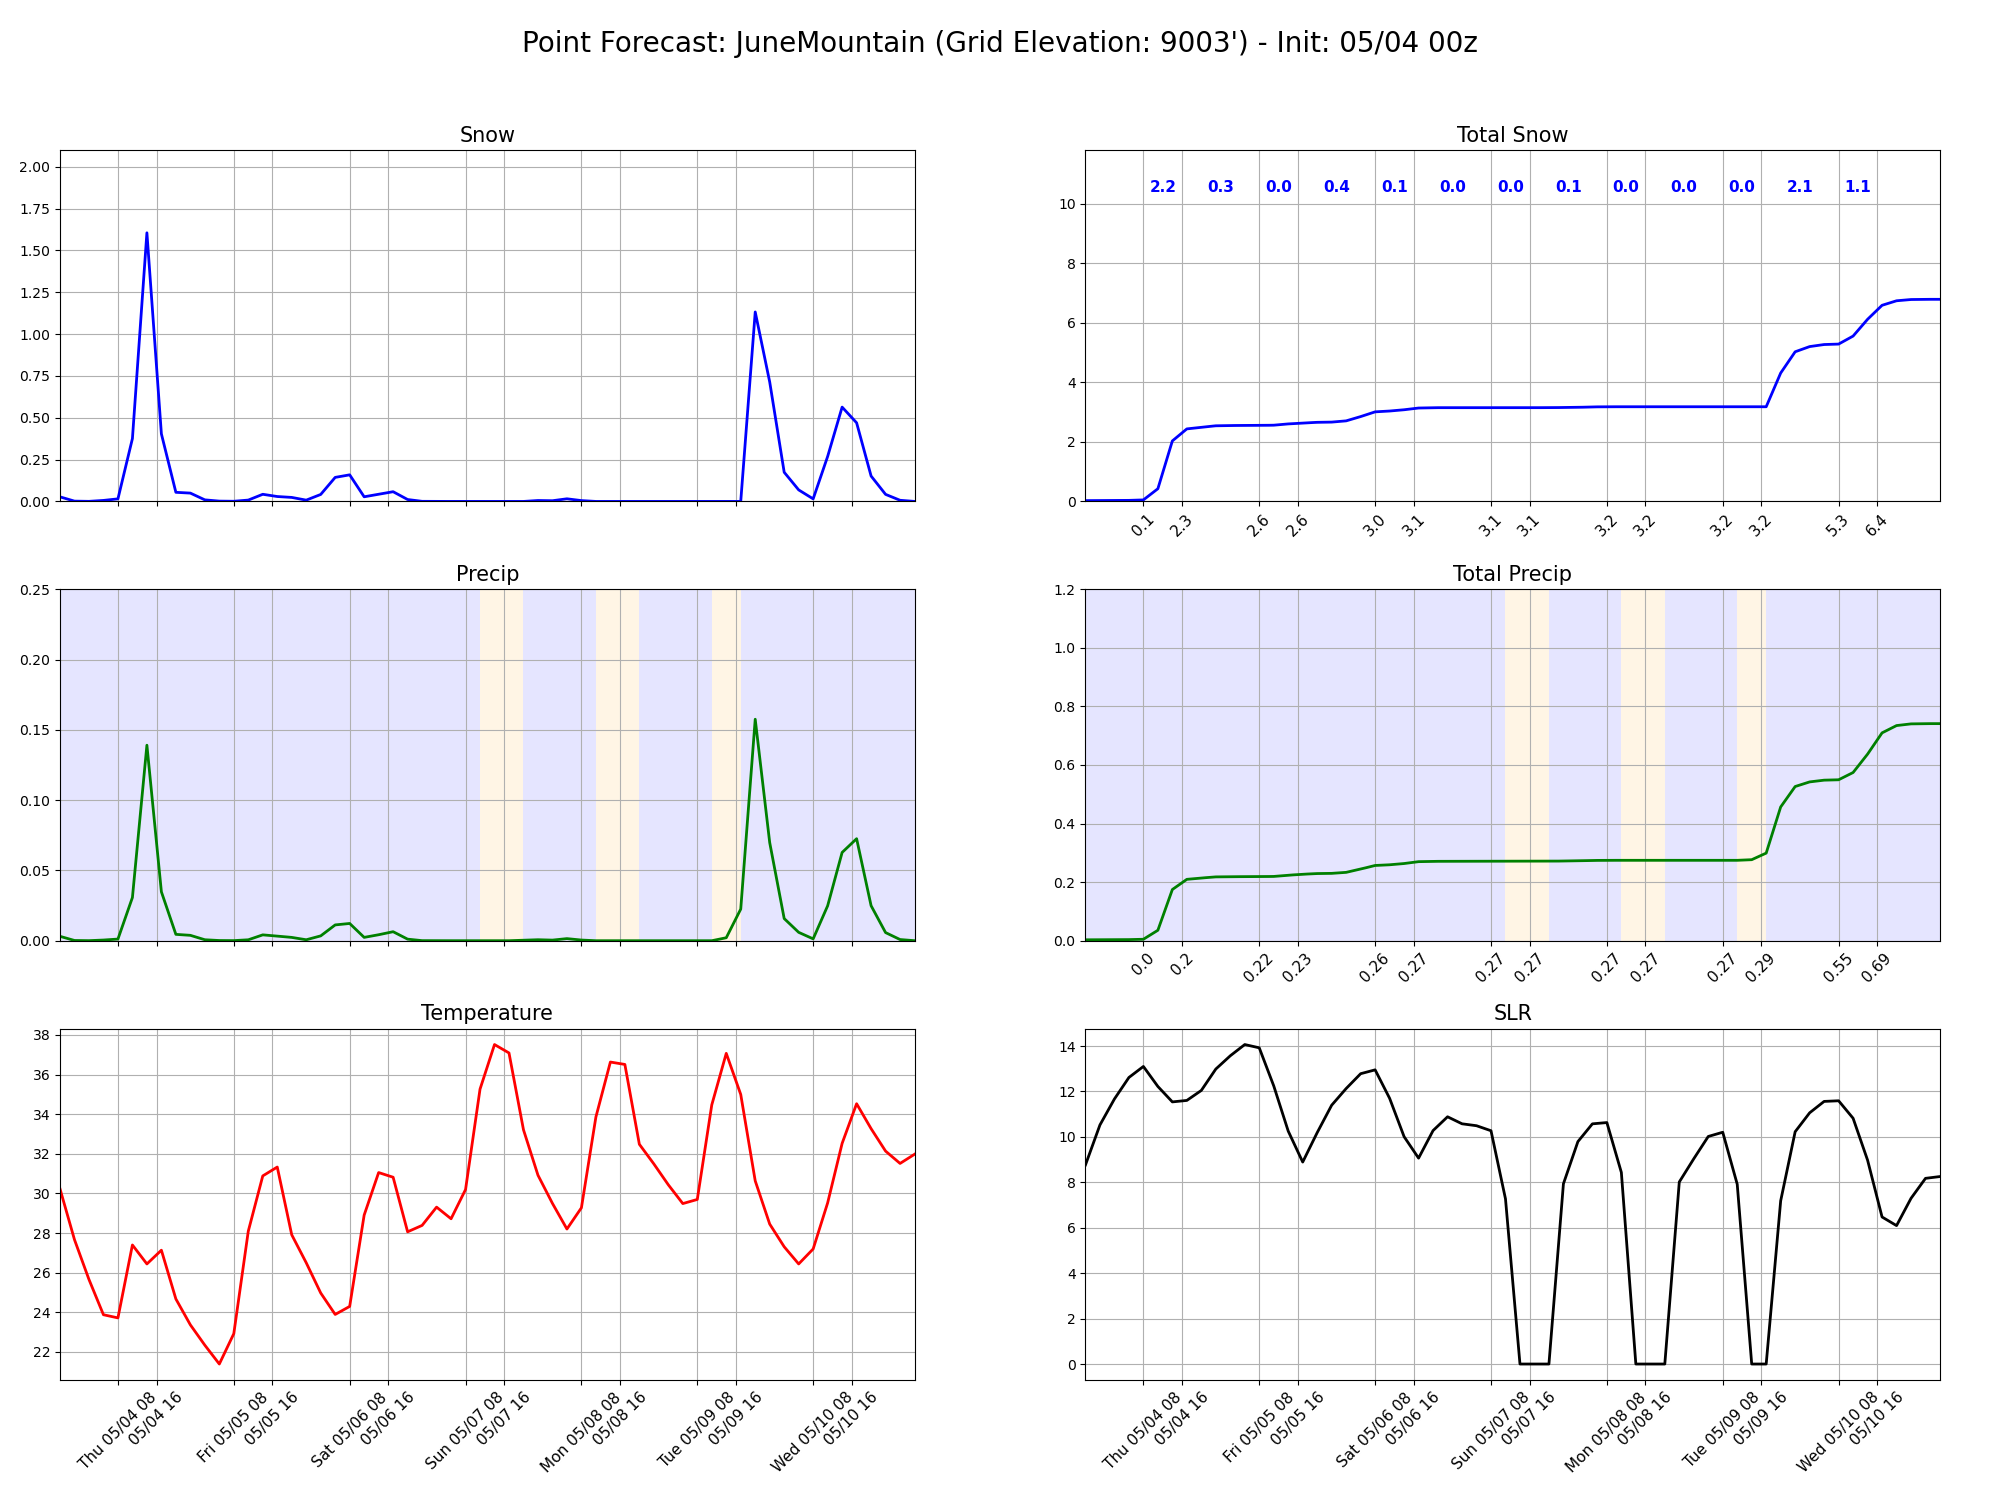 Point Forecast: JuneMountain (Grid Elevation: 9003') - Init: 05/04 00z
Snow
2.00
1.75
1.50
1.25
1.00
0.75
0.50
0.25
0.00
Total Snow
2.2 0.3 0.0 0.4 0.1 0.0 0.0 0.1 0.0 0.0 0.0 2.1 1.1
10
8
6
4
2
0
0.1 2.3 2.6 2.6 3.0 3.1 3.1 3.1 3.2 3.2 3.2 3.2 5.3 6.4
Precip
0.25
0.20
0.15
0.10
0.05
0.00
Total Precip
1.2
1.0
0.8
0.6
0.4
0.2
0.0
0.0 0.2 0.22 0.23 0.26 0.27 0.27 0.27 0.27 0.27 0.27 0.29 0.55 0.69
Temperature
38
36
34
32
30
28
26
24
22
Thu 05/04 08
05/04 16
Fri 05/05 08
05/05 16
Sat 05/06 08
05/06 16
Sun 05/07 08
05/07 16
Mon 05/08 08
05/08 16
Tue 05/09 08
05/09 16
Wed 05/10 08
05/10 16
SLR
14
12
10
8
6
4
2
0
Thu 05/04 08
05/04 16
Fri 05/05 08
05/05 16
Sat 05/06 08
05/06 16
Sun 05/07 08
05/07 16
Mon 05/08 08
05/08 16
Tue 05/09 08
05/09 16
Wed 05/10 08
05/10 16